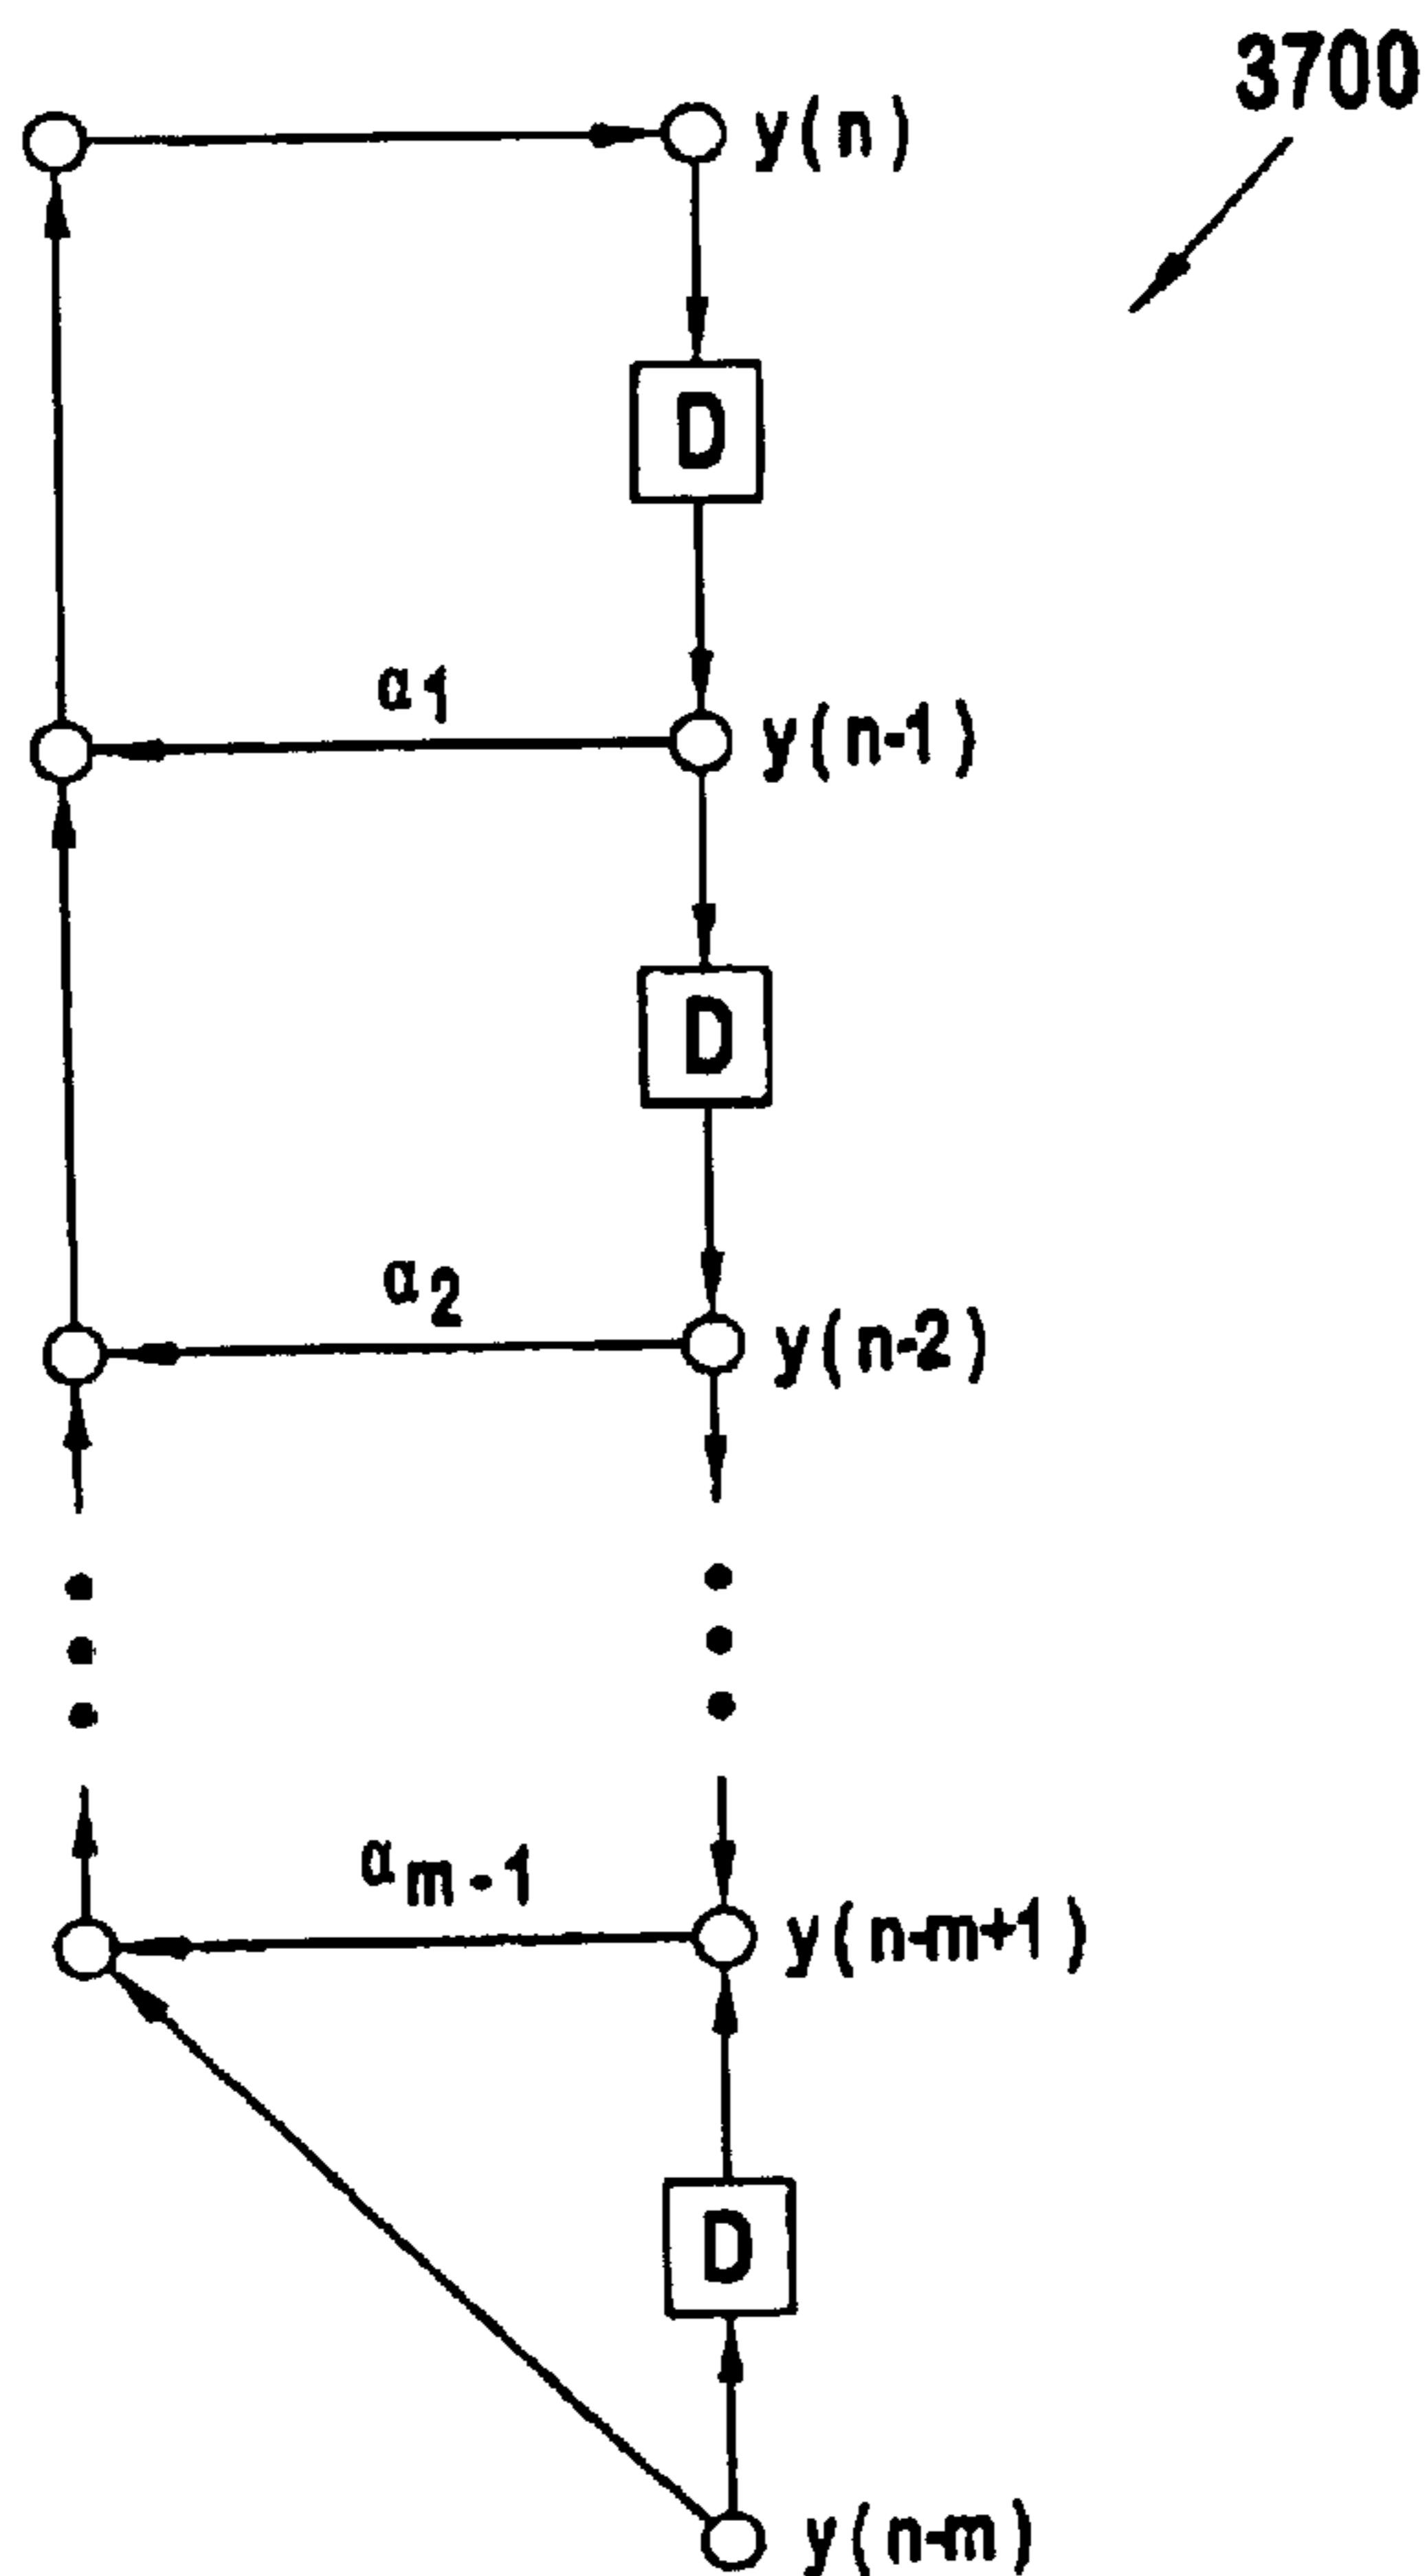 3700
y(n)
D
α1
y(n-1)
D
α2
y(n-2)
αm-1
y(n-m+1)
D
y(n-m)